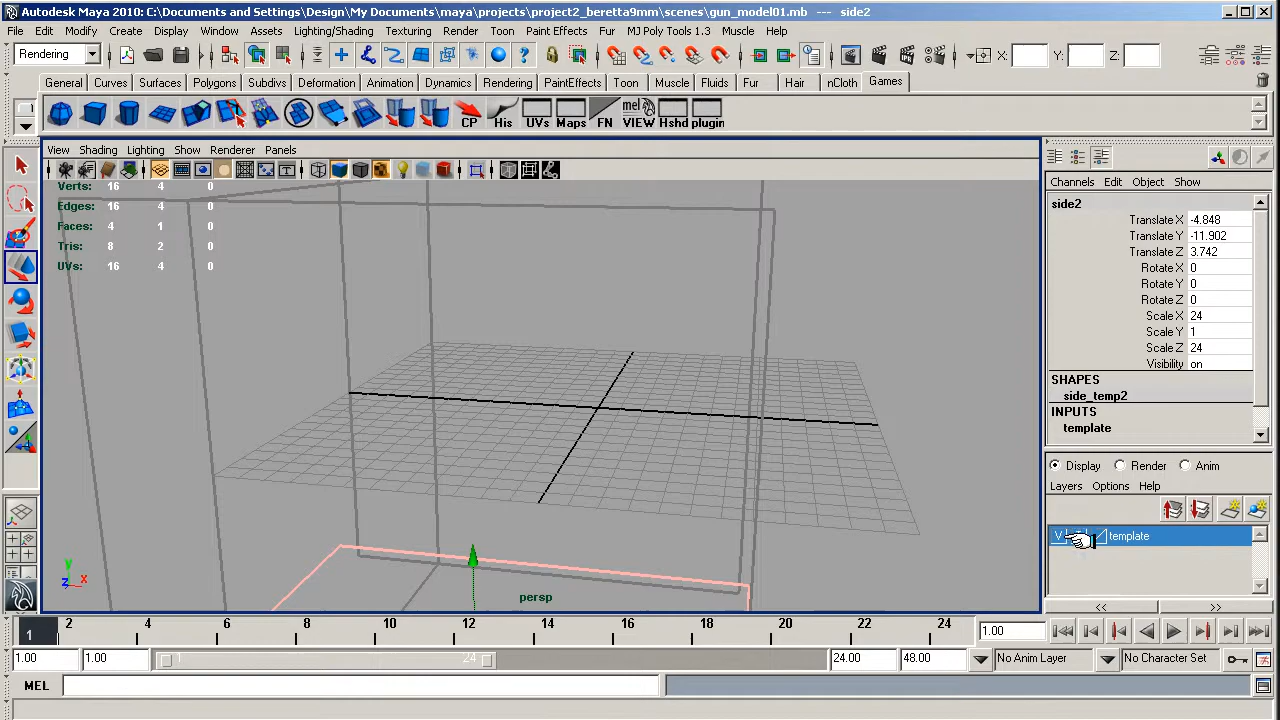 Autodesk Maya 2010: C:\Documents and Settings\Design\My Documents\maya\projects\project2_beretta9mm\scenes\gun_model01.mb --- side2
File Edit Modify Create Display Window Assets Lighting/Shading Texturing Render Toon Paint Effects Fur MJ Poly Tools 1.3 Muscle Help
Rendering X: Y: Z:
General Curves Surfaces Polygons Subdivs Deformation Animation Dynamics Rendering PaintEffects Toon Muscle Fluids Fur Hair nCloth Games
CP His UVs Maps FN mel VIEW Hshd plugin
View Shading Lighting Show Renderer Panels
Verts: 16 4 0
Edges: 16 4 0
Faces: 4 1 0
Tris: 8 2 0
UVs: 16 4 0
y
z x
persp
Channels Edit Object Show
side2
Translate X -4.848
Translate Y -11.902
Translate Z 3.742
Rotate X 0
Rotate Y 0
Rotate Z 0
Scale X 24
Scale Y 1
Scale Z 24
Visibility on
SHAPES
side_temp2
INPUTS
template
Display Render Anim
Layers Options Help
V template
<< >>
1 2 4 6 8 10 12 14 16 18 20 22 24 1.00
1.00 1.00 1 24 24.00 48.00 No Anim Layer No Character Set
MEL